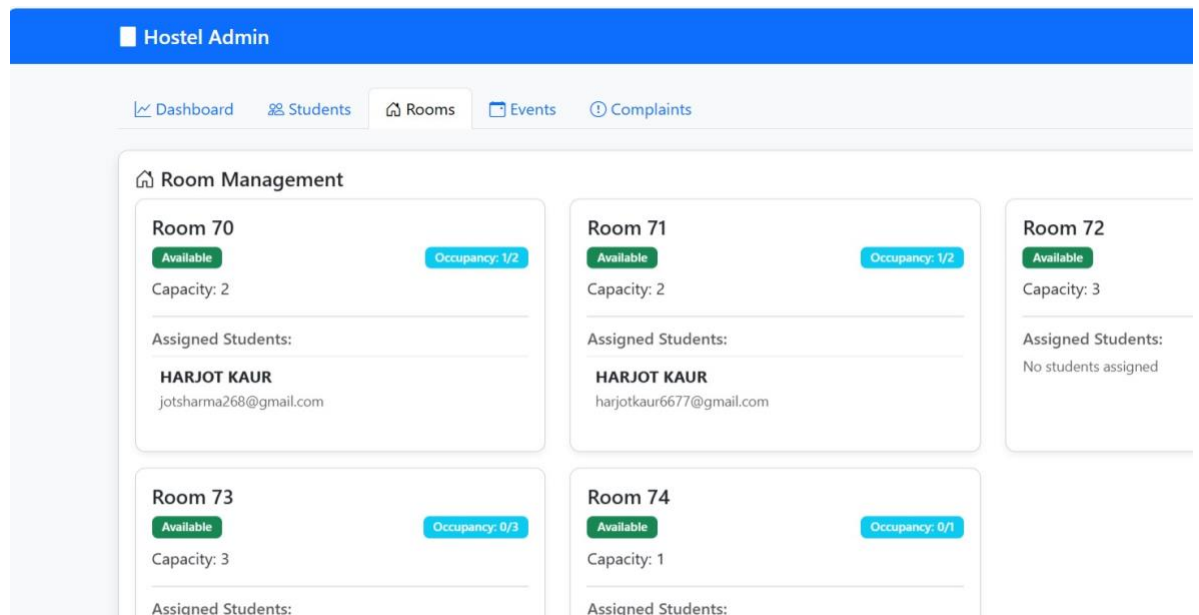 Hostel Admin
Dashboard Students Rooms Events Complaints
Room Management
Room 70
Available Occupancy: 1/2
Capacity: 2
Assigned Students:
HARJOT KAUR
jotsharma268@gmail.com
Room 71
Available Occupancy: 1/2
Capacity: 2
Assigned Students:
HARJOT KAUR
harjotkaur6677@gmail.com
Room 72
Available
Capacity: 3
Assigned Students:
No students assigned
Room 73
Available Occupancy: 0/3
Capacity: 3
Assigned Students:
Room 74
Available Occupancy: 0/1
Capacity: 1
Assigned Students: